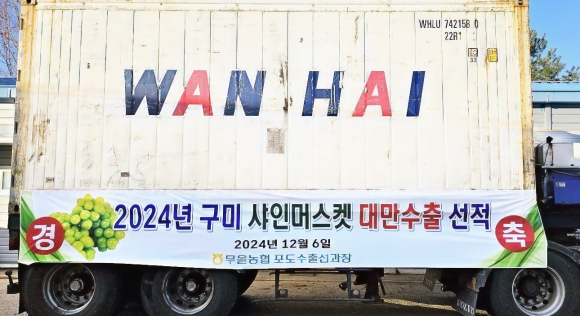 WHLU 742158 0
22R1
WAN HAI
경 2024년 구미 샤인머스켓 대만수출 선적 축
2024년 12월 6일
무을농협 포도수출선과장
VOLVO